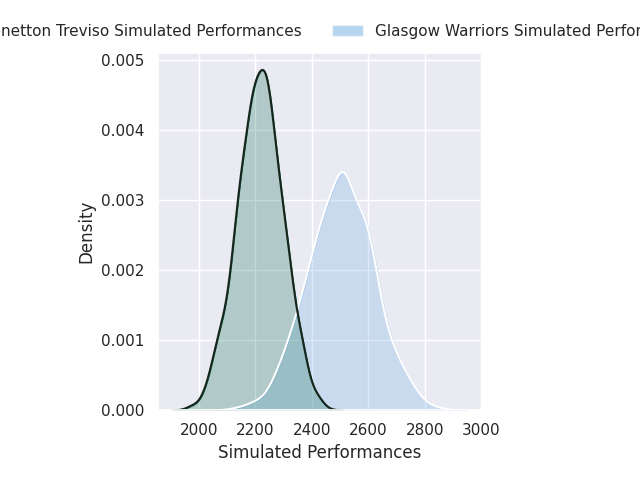 netton Treviso Simulated Performances Glasgow Warriors Simulated Perfor
0.005
0.004
0.003
0.002
0.001
0.000
Density
2000 2200 2400 2600 2800 3000
Simulated Performances